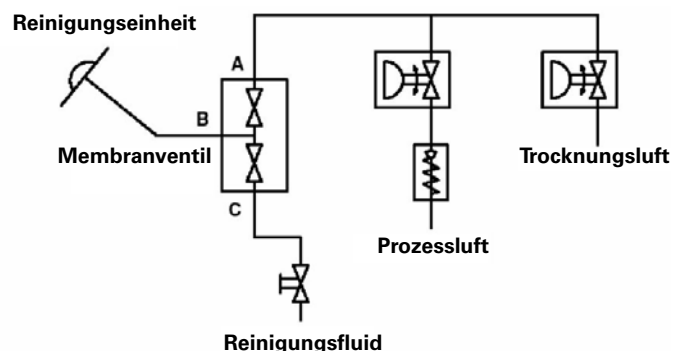 Reinigungseinheit
A
B
Membranventil
Trocknungsluft
C
Prozessluft
Reinigungsfluid